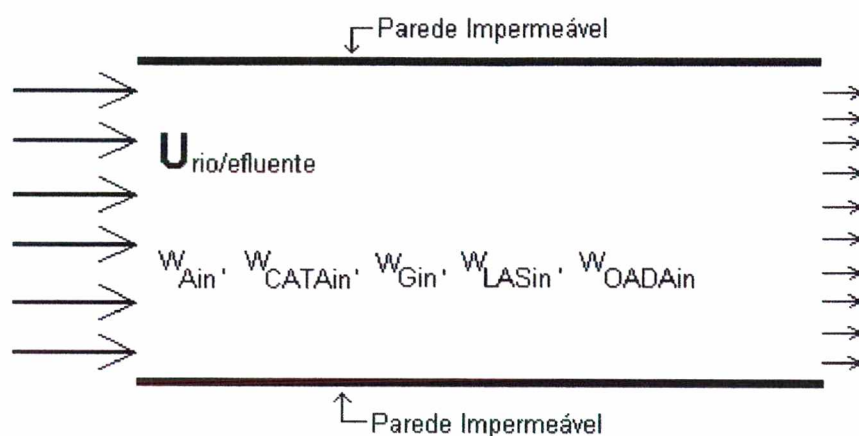 Parede Impermeável
U rio/efluente
W Ain, W CATAin, W Gin, W LASin, W OADAin
Parede Impermeável